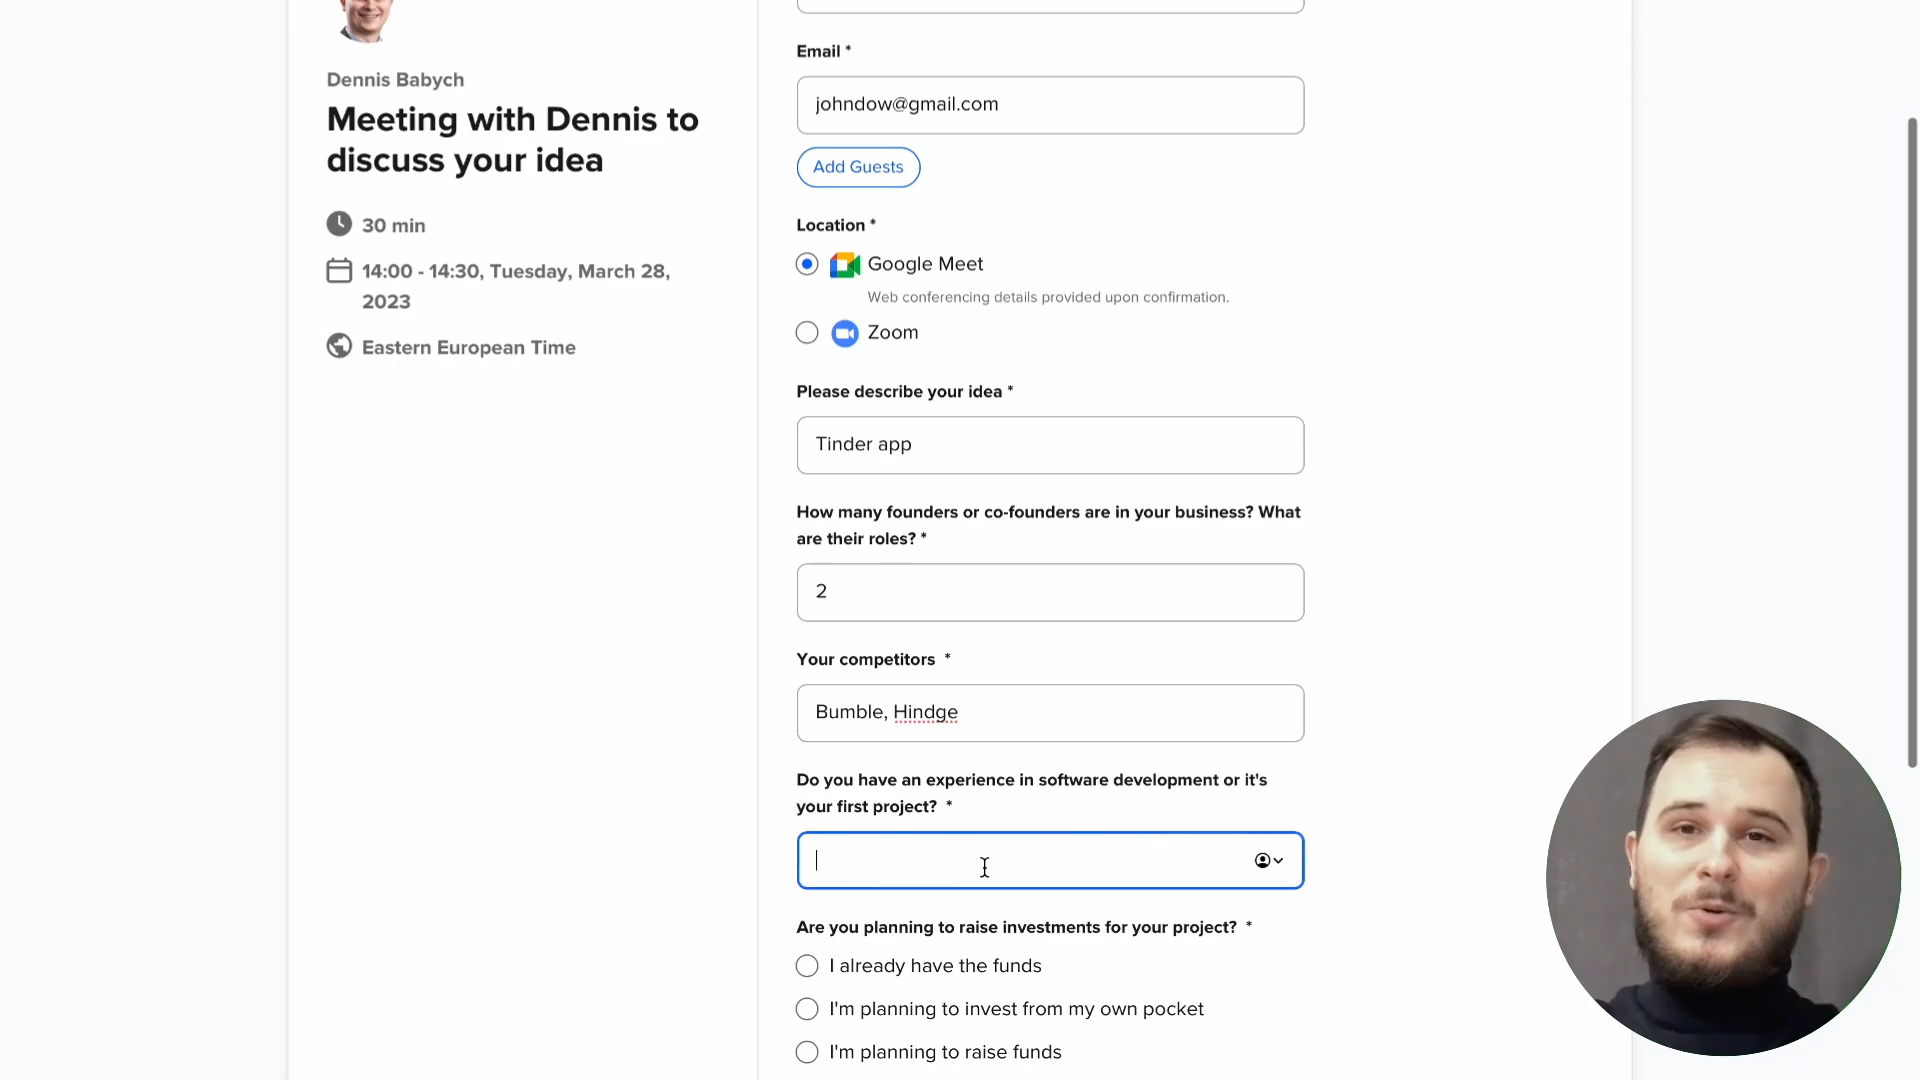 Dennis Babych
Meeting with Dennis to
discuss your idea
30 min
14:00 - 14:30, Tuesday, March 28,
2023
Eastern European Time
Email *
johndow@gmail.com
Add Guests
Location *
Google Meet
Web conferencing details provided upon confirmation.
Zoom
Please describe your idea *
Tinder app
How many founders or co-founders are in your business? What
are their roles? *
2
Your competitors *
Bumble, Hindge
Do you have an experience in software development or it's
your first project? *
Are you planning to raise investments for your project? *
I already have the funds
I'm planning to invest from my own pocket
I'm planning to raise funds